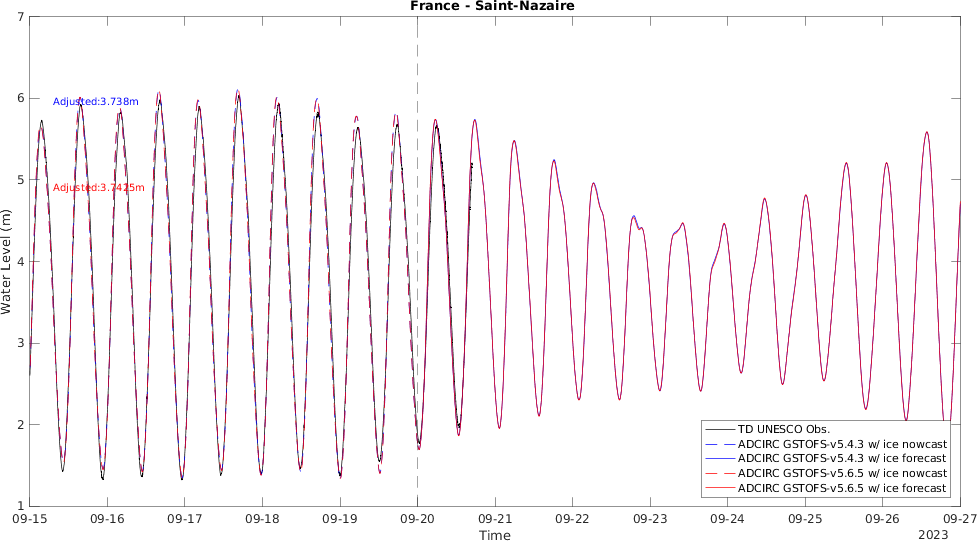 France - Saint-Nazaire
7
6
5
4
3
2
1
Water Level (m)
Adjusted:3.738m
Adjusted:3.7425m
TD UNESCO Obs.
ADCIRC GSTOFS-v5.4.3 w/ ice nowcast
ADCIRC GSTOFS-v5.4.3 w/ ice forecast
ADCIRC GSTOFS-v5.6.5 w/ ice nowcast
ADCIRC GSTOFS-v5.6.5 w/ ice forecast
09-15 09-16 09-17 09-18 09-19 09-20 09-21 09-22 09-23 09-24 09-25 09-26 09-27
Time
2023